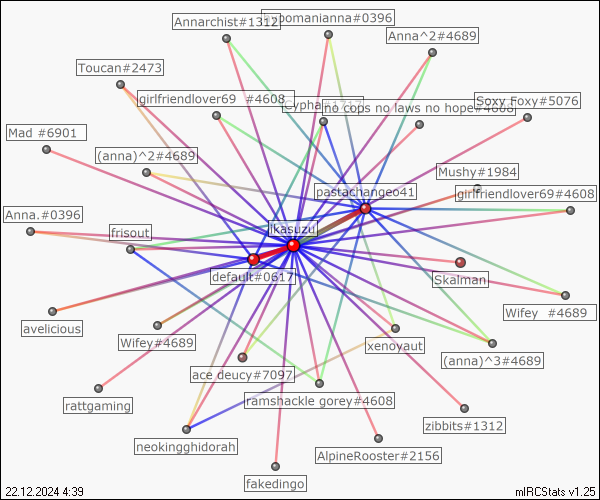 Annarchist#1312
pomanianna#0396
Anna^2#4689
Toucan#2473
girlfriendlover69 #4608
Cypha#1312
no cops no laws no hope#4608
Soxy Foxy#5076
Mad #6901
(anna)^2#4689
Mushy#1984
pastachangeo41
girlfriendlover69#4608
Anna.#0396
frisout
ikasuzu
default#0617
Skalman
avelicious
Wifey#4689
Wifey #4689
xenoyaut
(anna)^3#4689
ace deucy#7097
rattgaming
ramshackle gorey#4608
zibbits#1312
neokingghidorah
AlpineRooster#2156
fakedingo
22.12.2024 4:39
mIRCStats v1.25